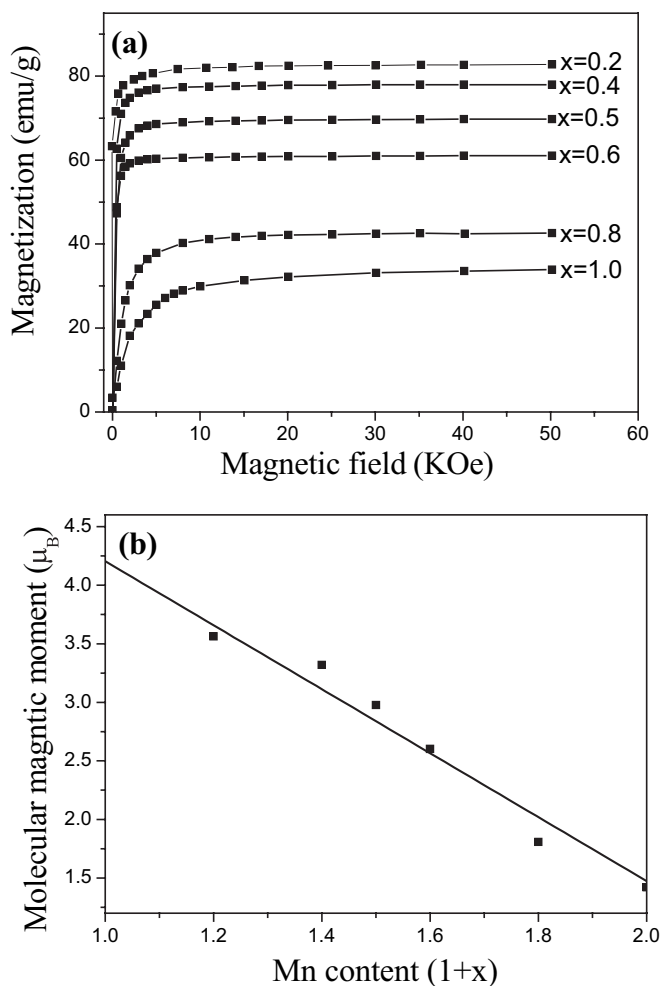 (a)
Magnetization (emu/g)
80
60
40
20
0
x=0.2
x=0.4
x=0.5
x=0.6
x=0.8
x=1.0
0 10 20 30 40 50 60
Magnetic field (KOe)
(b)
Molecular magntic moment (μB)
4.5
4.0
3.5
3.0
2.5
2.0
1.5
1.0 1.2 1.4 1.6 1.8 2.0
Mn content (1+x)